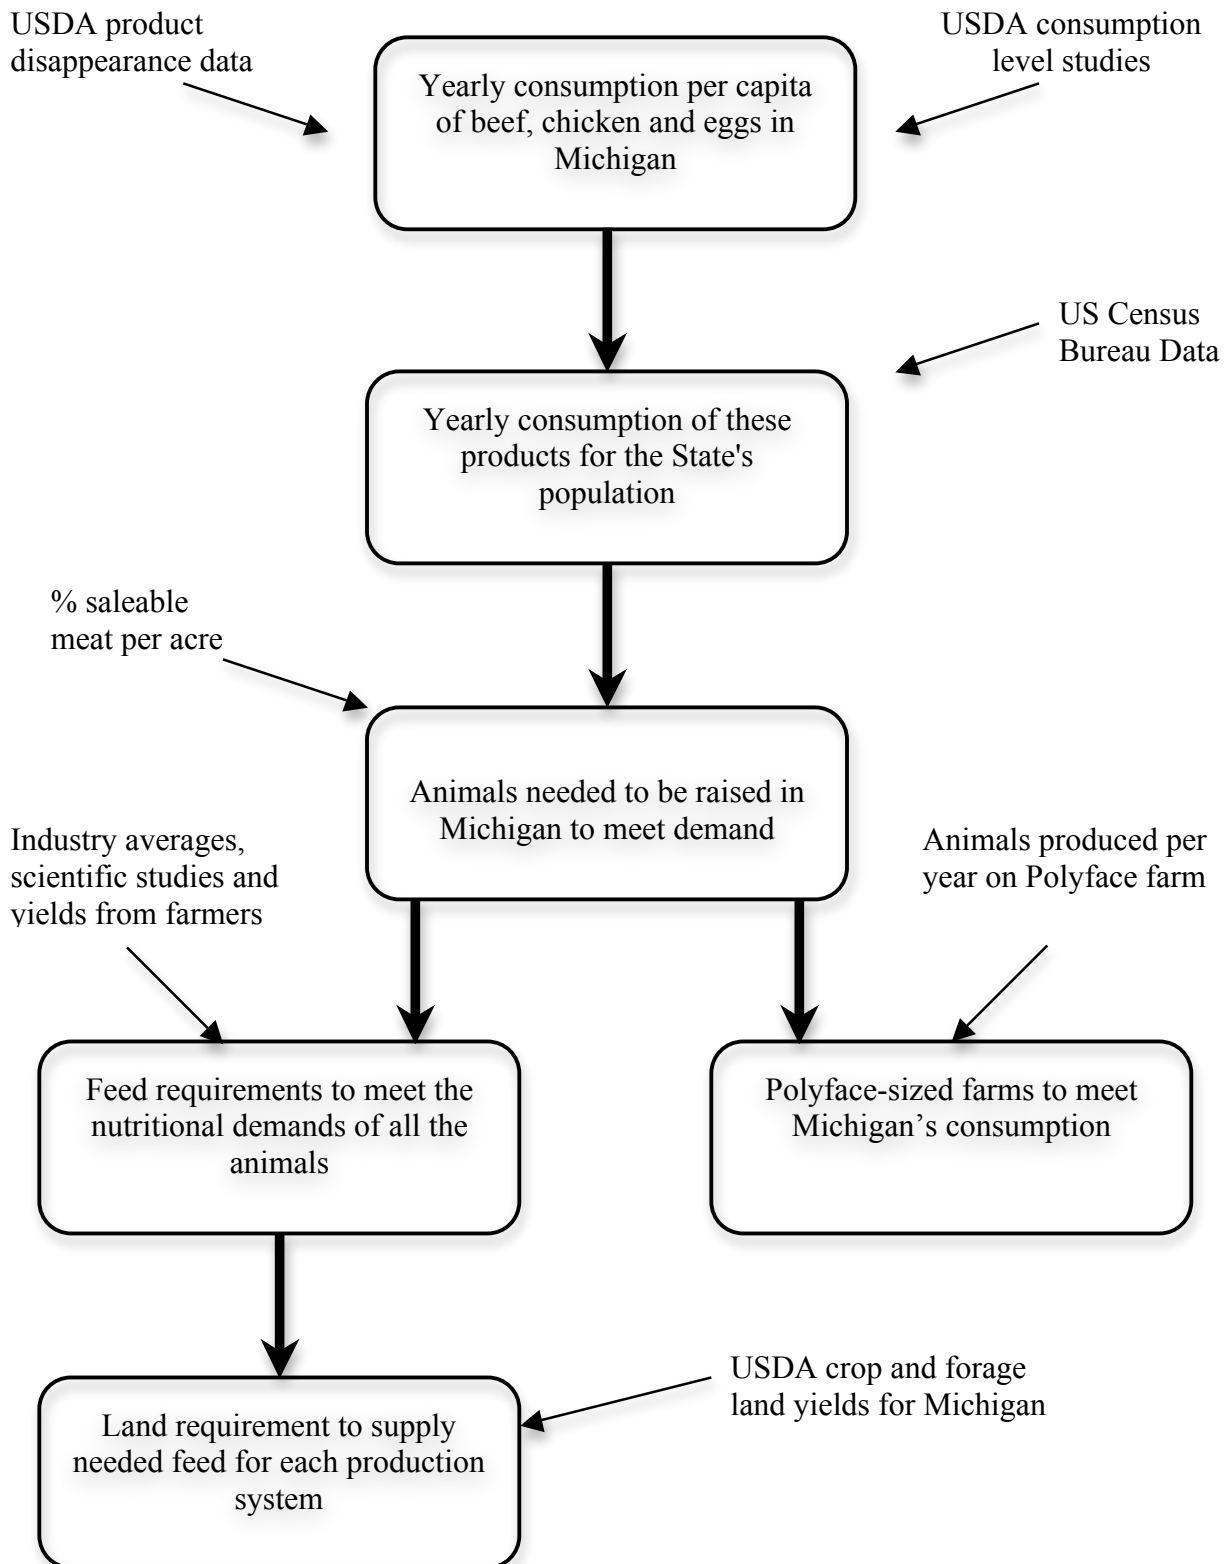 USDA product
disappearance data
USDA consumption
level studies
Yearly consumption per capita
of beef, chicken and eggs in
Michigan
US Census
Bureau Data
Yearly consumption of these
products for the State's
population
% saleable
meat per acre
Animals needed to be raised in
Michigan to meet demand
Industry averages,
scientific studies and
yields from farmers
Animals produced per
year on Polyface farm
Feed requirements to meet the
nutritional demands of all the
animals
Polyface-sized farms to meet
Michigan’s consumption
USDA crop and forage
land yields for Michigan
Land requirement to supply
needed feed for each production
system